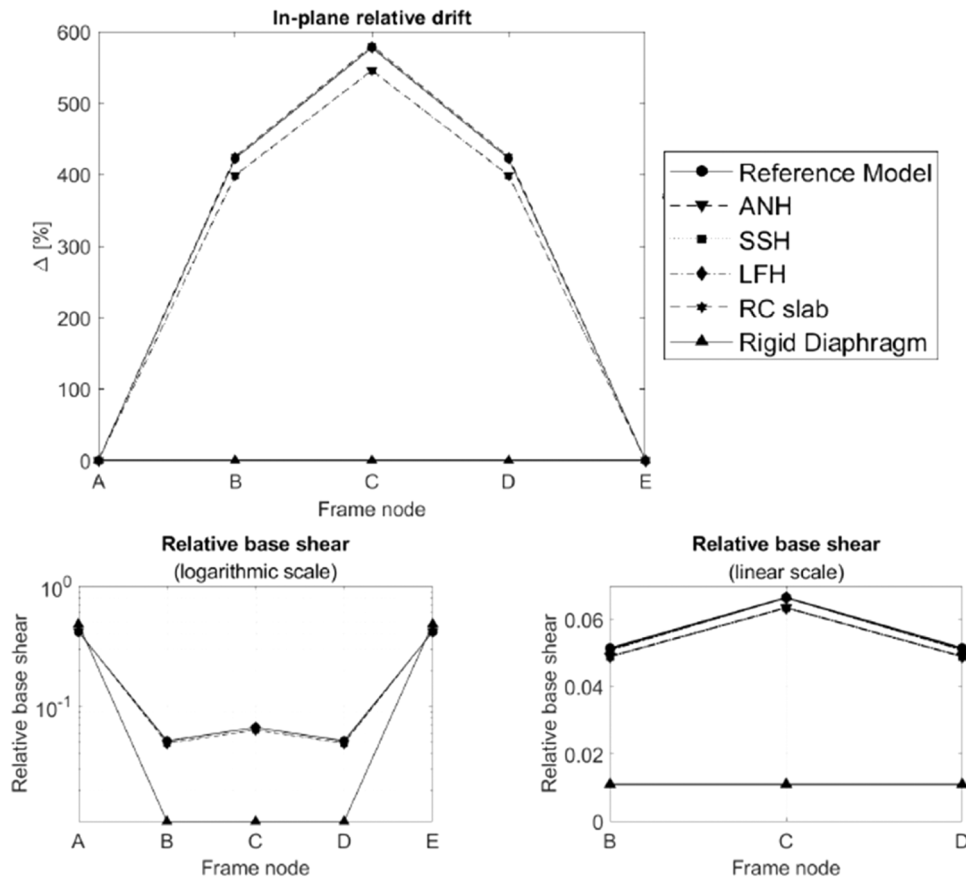 In-plane relative drift
600
500
400
300
200
100
0
Δ [%]
A B C D E
Frame node
Reference Model
ANH
SSH
LFH
RC slab
Rigid Diaphragm
Relative base shear
(logarithmic scale)
10^0
10^-1
Relative base shear
A B C D E
Frame node
Relative base shear
(linear scale)
0.06
0.04
0.02
0
Relative base shear
B C D
Frame node